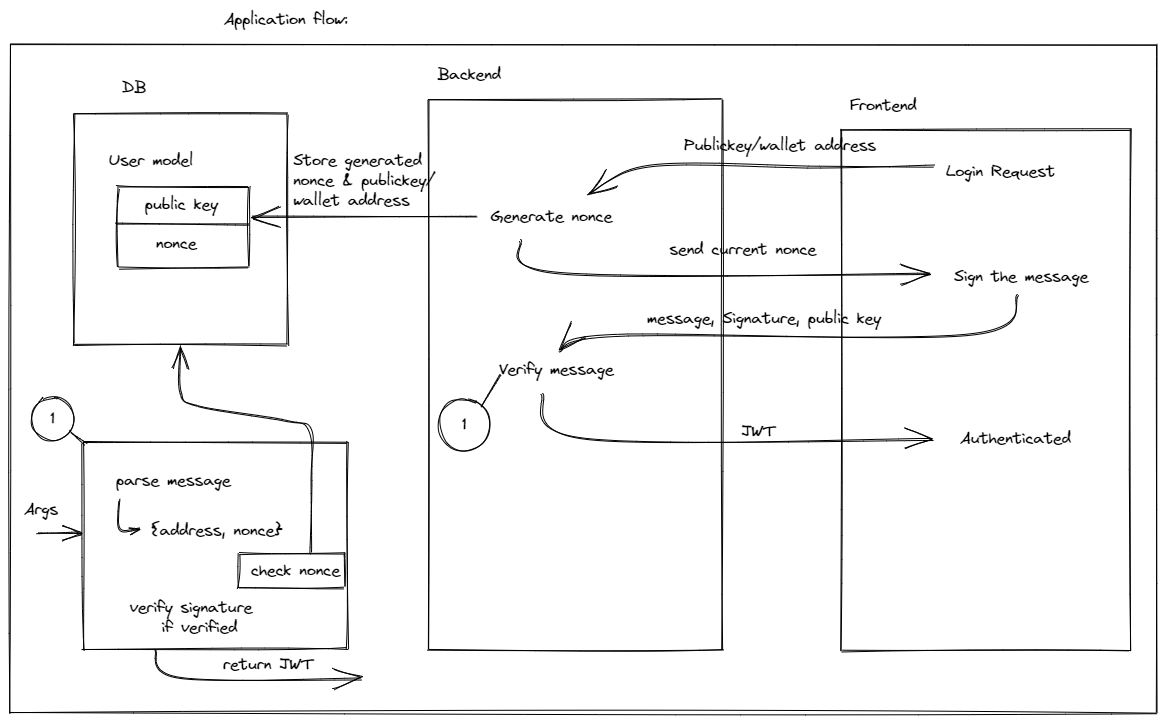 Application flow.
DB
Backend
Frontend
User model
public key
nonce
Store generated
nonce & publickey/
wallet address
Publickey/wallet address
Login Request
Generate nonce
send current nonce
Sign the message
message, Signature, public key
Verify message
1
JWT
Authenticated
1
Args
parse message
{address, nonce}
check nonce
verify signature
if verified
return JWT